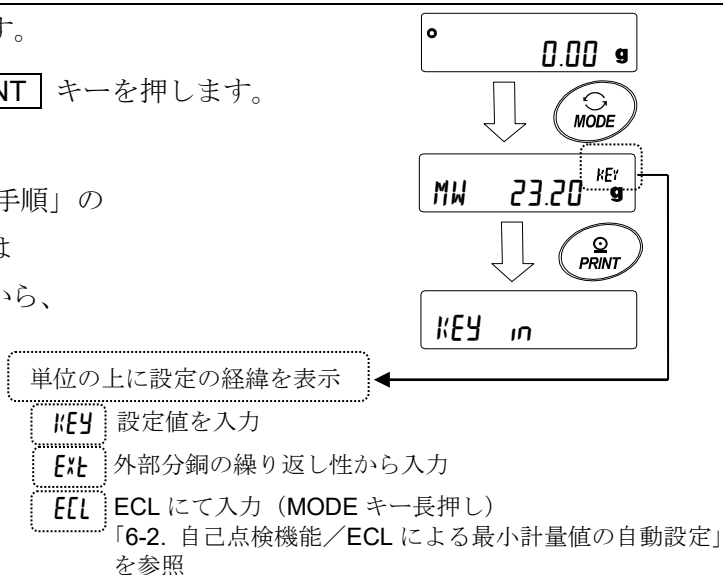 す。
NT キーを押します。
手順」の
は
から、
0.00 g
MODE
MW 23.20 KEY g
PRINT
KEY in
単位の上に設定の経緯を表示
KEY 設定値を入力
Ext 外部分銅の繰り返し性から入力
ECL ECL にて入力(MODE キー長押し)
「6-2. 自己点検機能/ECL による最小計量値の自動設定」
を参照